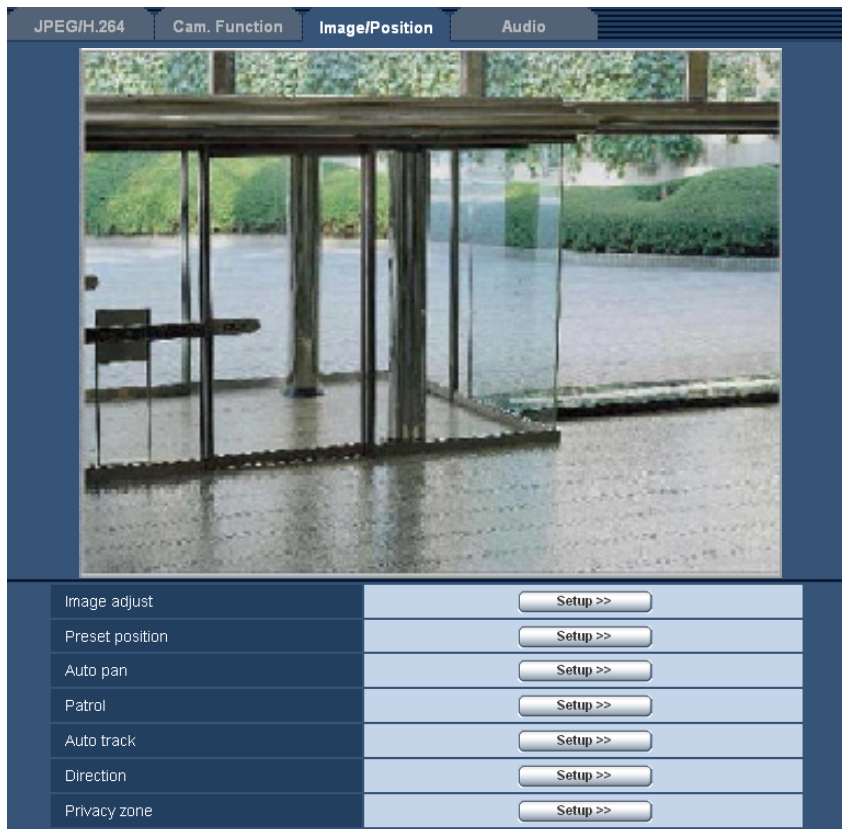 JPEG/H.264 Cam. Function Image/Position Audio
Image adjust Setup >>
Preset position Setup >>
Auto pan Setup >>
Patrol Setup >>
Auto track Setup >>
Direction Setup >>
Privacy zone Setup >>